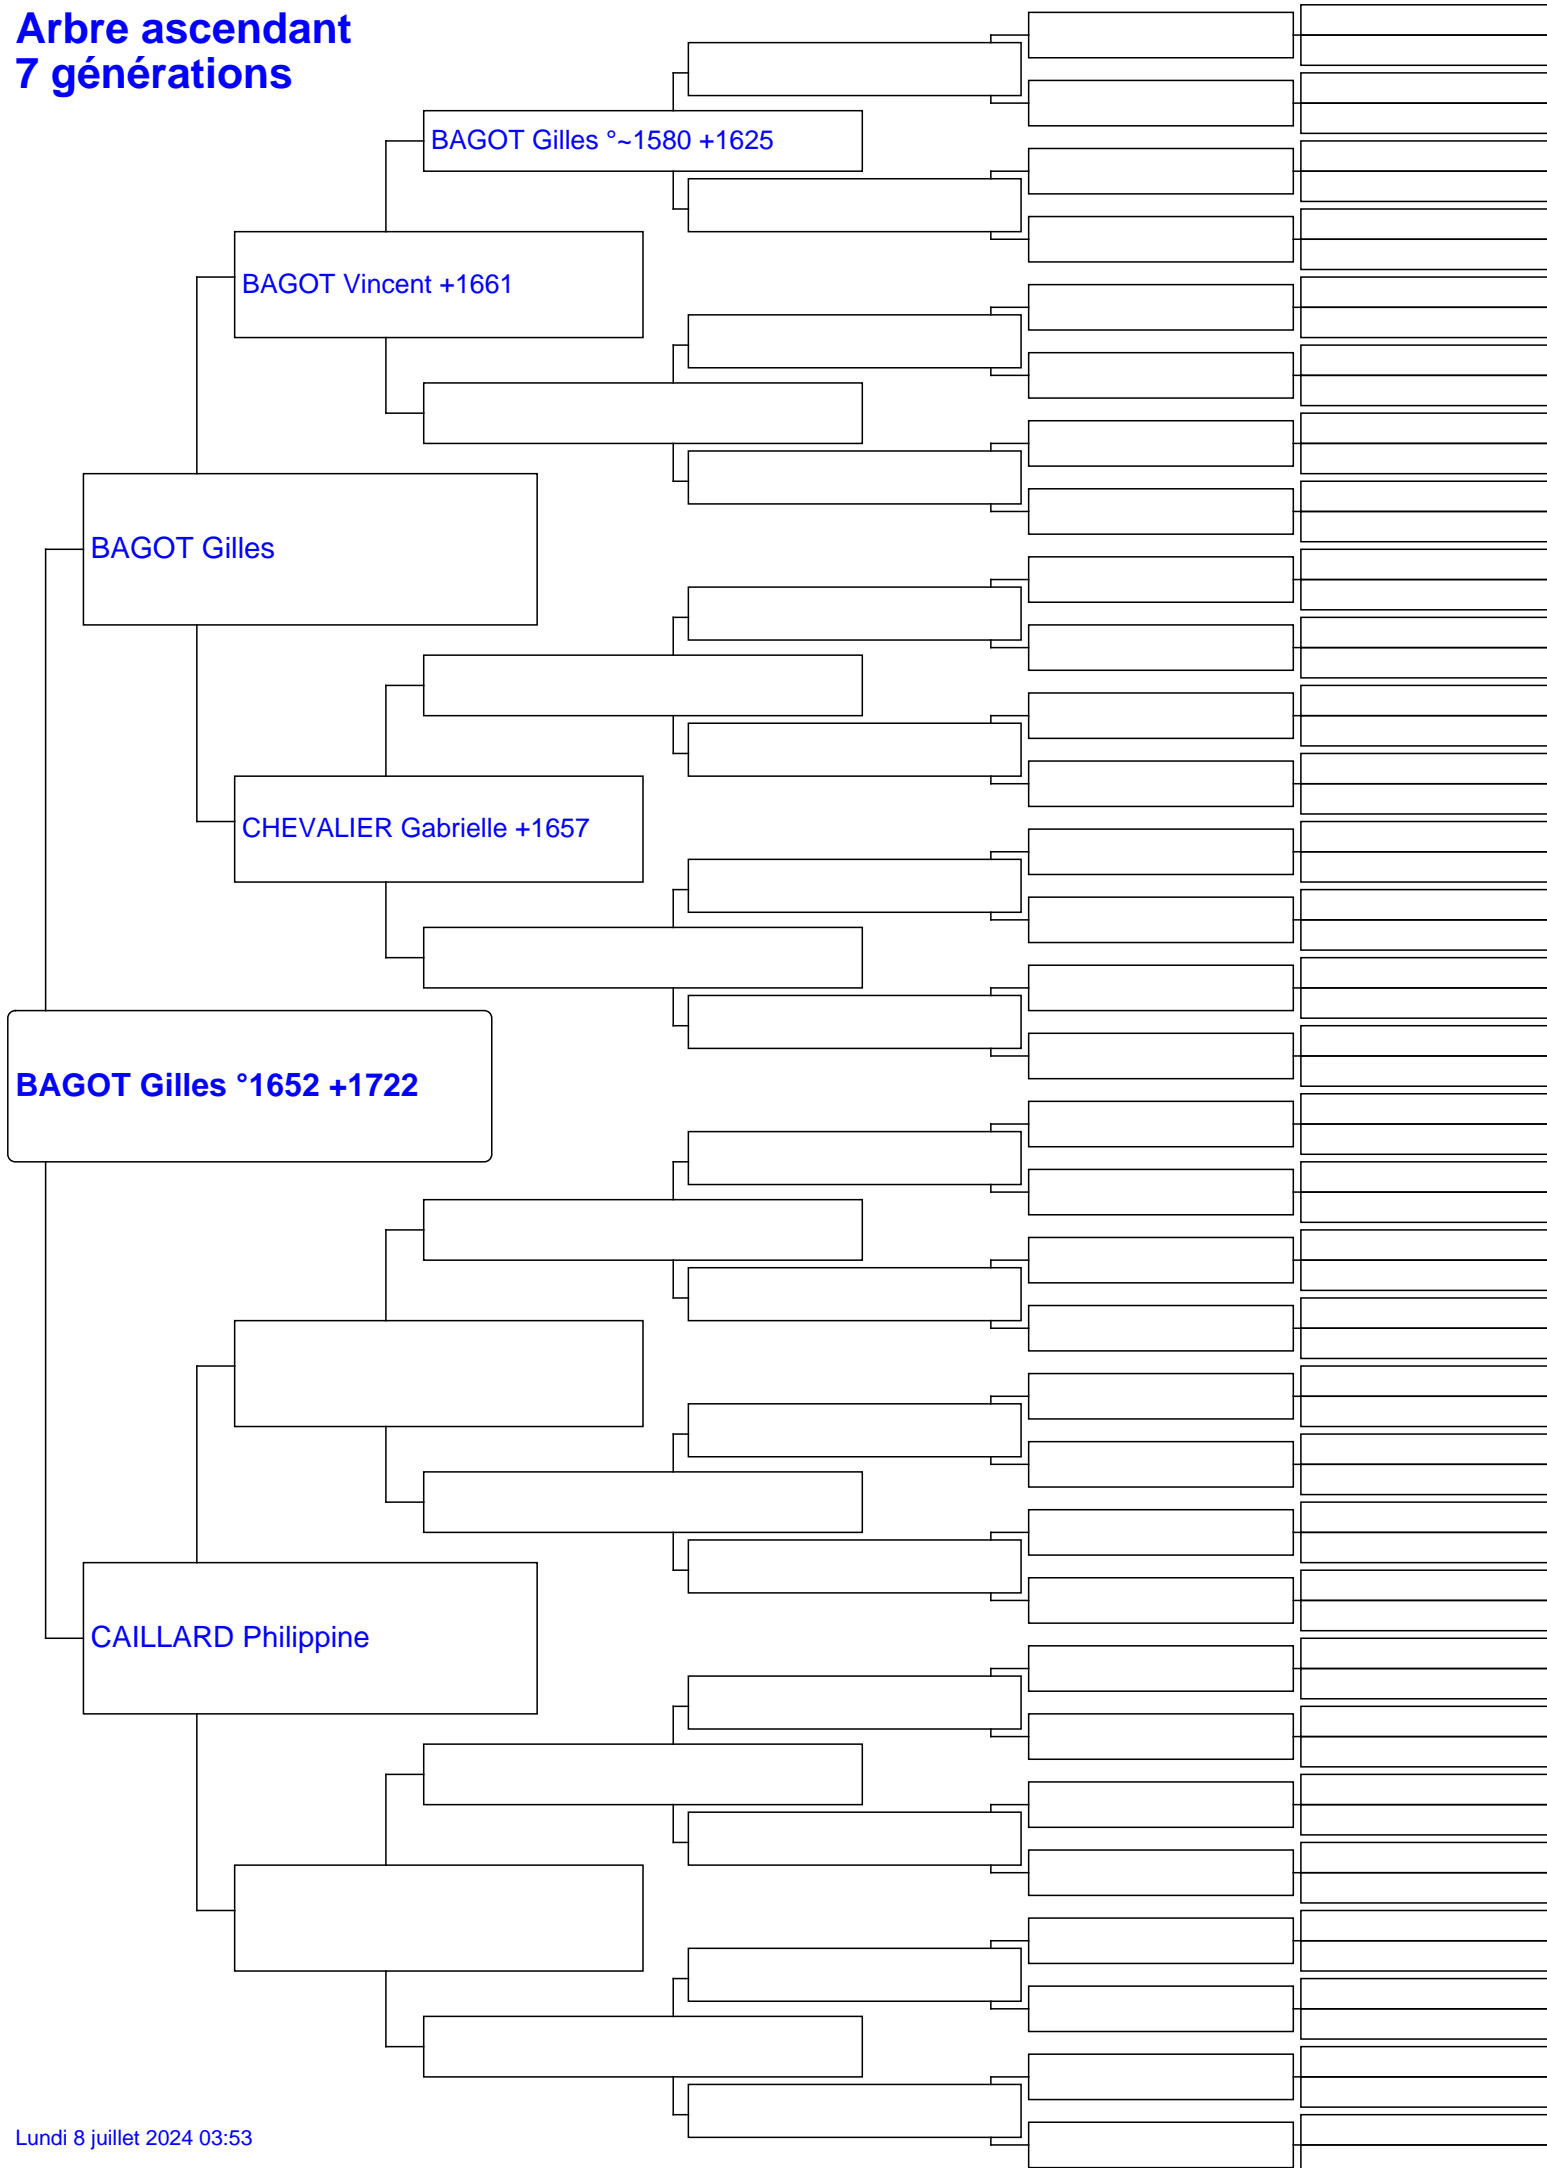 Arbre ascendant
7 générations
BAGOT Gilles °~1580 +1625
BAGOT Vincent +1661
BAGOT Gilles
CHEVALIER Gabrielle +1657
BAGOT Gilles °1652 +1722
CAILLARD Philippine
Lundi 8 juillet 2024 03:53